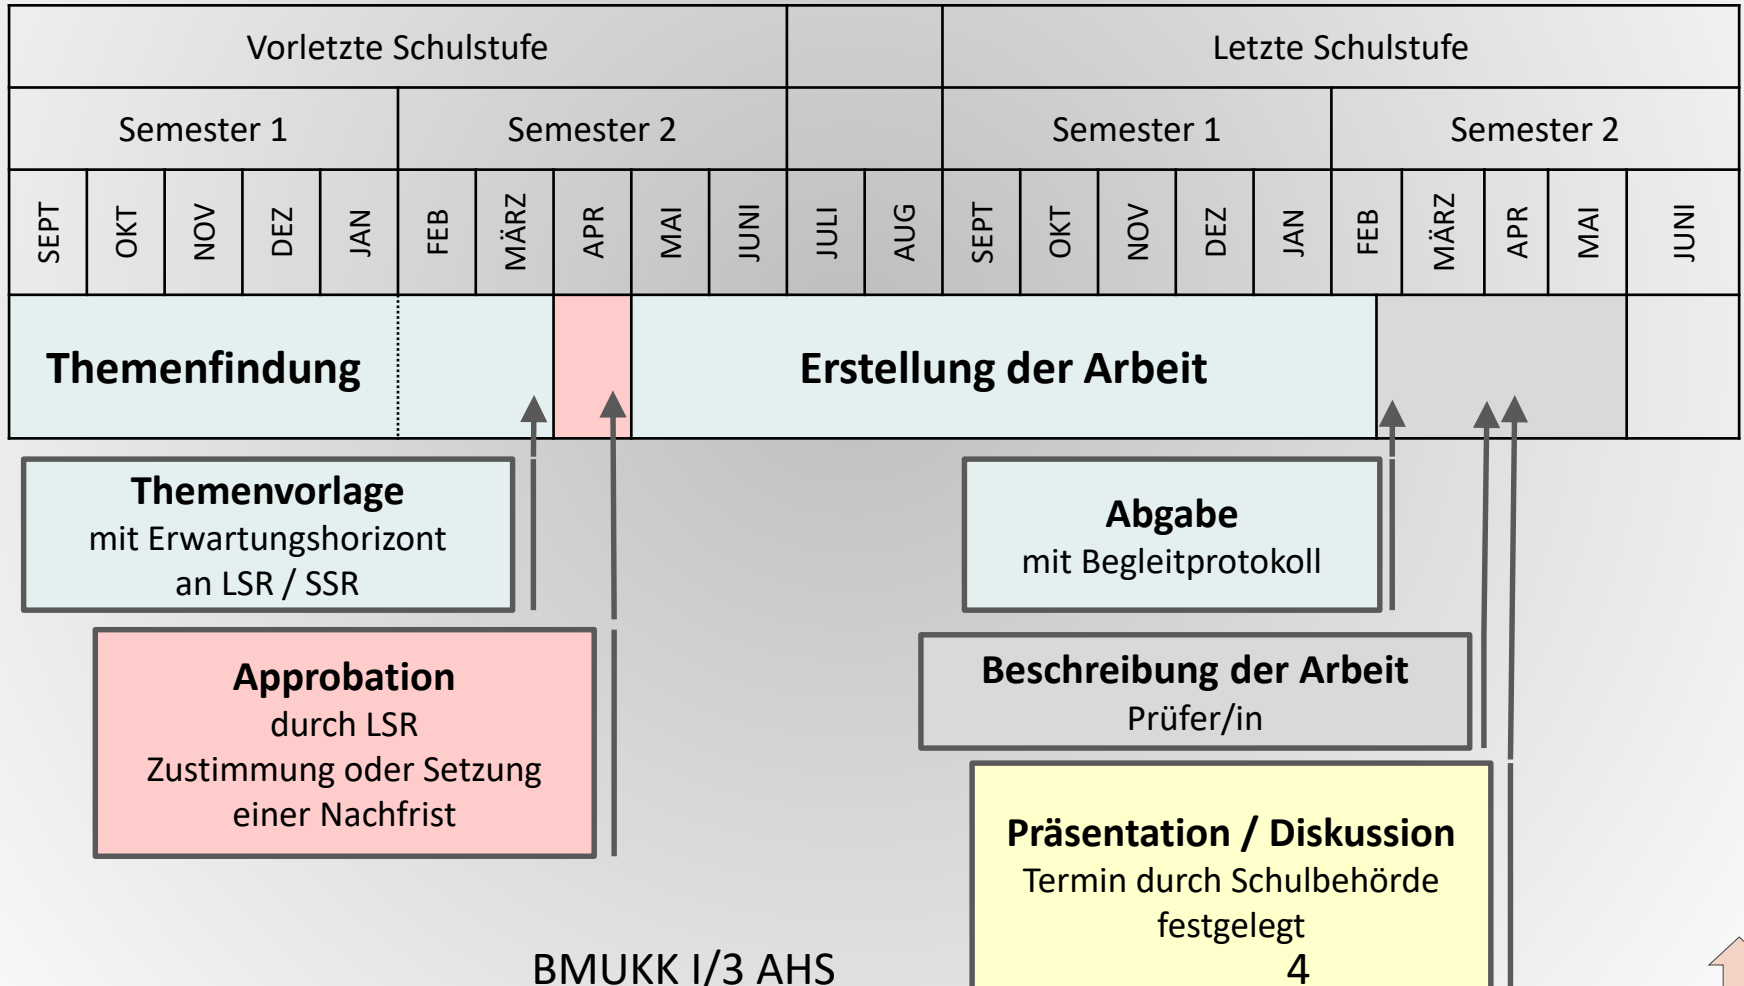 Vorletzte Schulstufe
Letzte Schulstufe
Semester 1
Semester 2
Semester 1
Semester 2
SEPT
OKT
NOV
DEZ
JAN
FEB
MÄRZ
APR
MAI
JUNI
JULI
AUG
SEPT
OKT
NOV
DEZ
JAN
FEB
MÄRZ
APR
MAI
JUNI
Themenfindung
Erstellung der Arbeit
Themenvorlage
mit Erwartungshorizont
an LSR / SSR
Abgabe
mit Begleitprotokoll
Approbation
durch LSR
Zustimmung oder Setzung
einer Nachfrist
Beschreibung der Arbeit
Prüfer/in
Präsentation / Diskussion
Termin durch Schulbehörde
festgelegt
BMUKK I/3 AHS
4